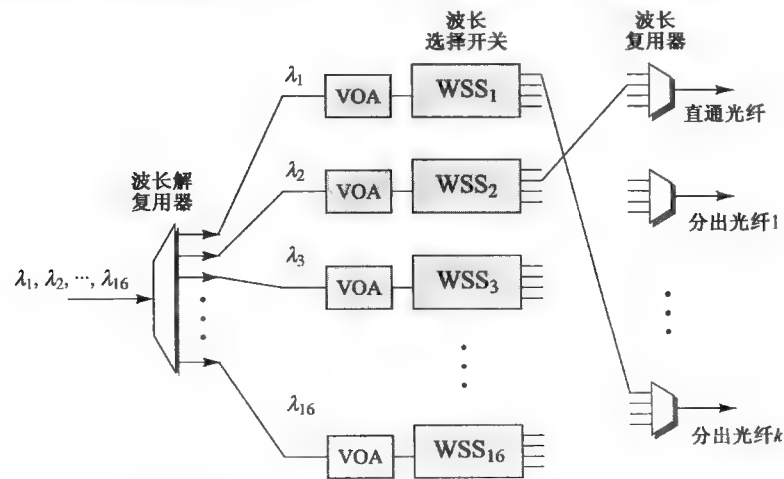 波长
选择开关
波长
复用器
λ₁
VOA
WSS₁
直通光纤
波长解
复用器
λ₂
VOA
WSS₂
分出光纤1
λ₁, λ₂, ···, λ₁₆
λ₃
VOA
WSS₃
λ₁₆
VOA
WSS₁₆
分出光纤k